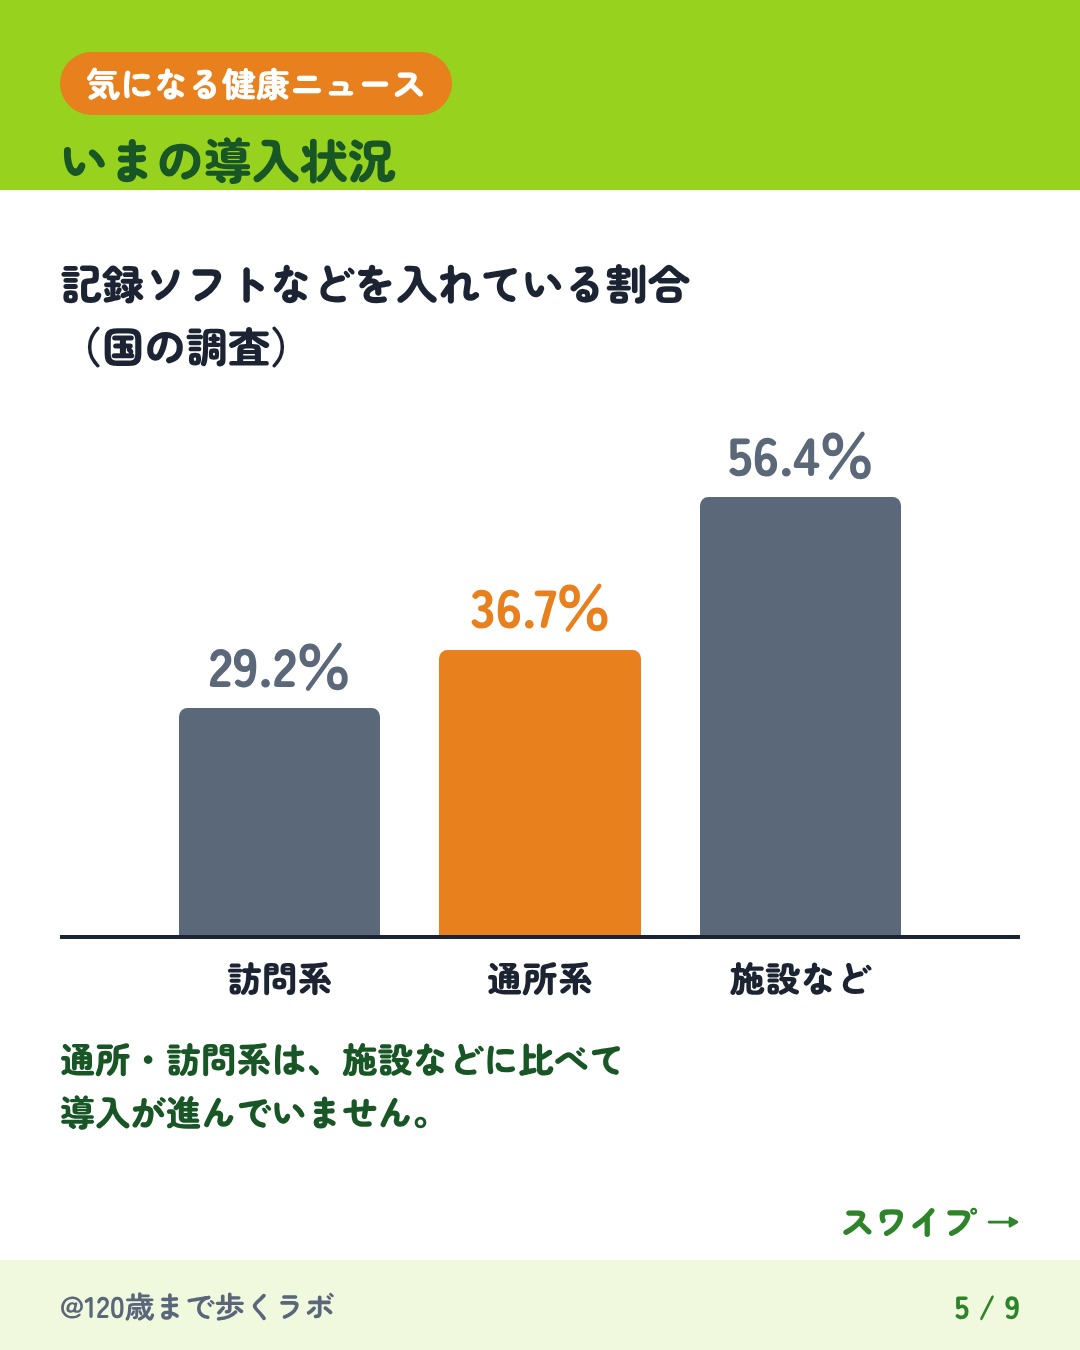 気になる健康ニュース
いまの導入状況
記録ソフトなどを入れている割合
（国の調査）
56.4%
36.7%
29.2%
訪問系 通所系 施設など
通所・訪問系は、施設などに比べて
導入が進んでいません。
スワイプ →
@120歳まで歩くラボ 5 / 9